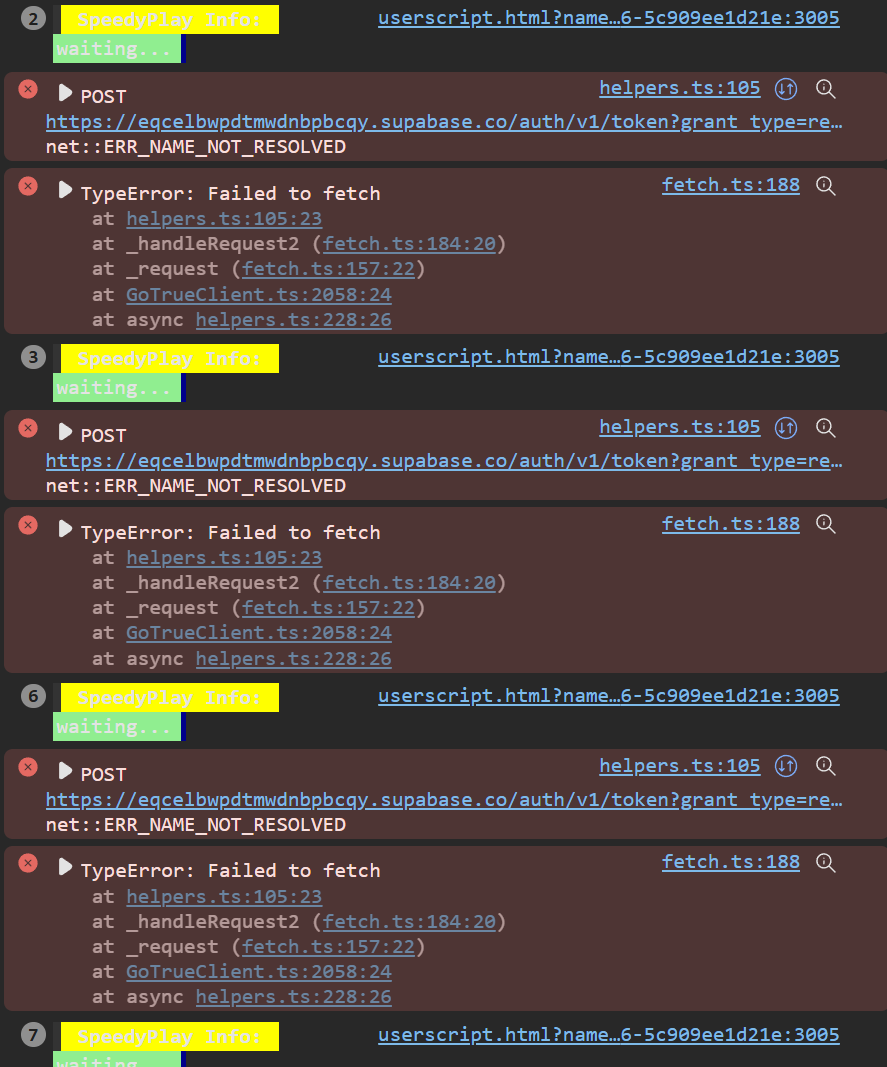 2 SpeedyPlay Info: userscript.html?name…6-5c909ee1d21e:3005
waiting...
POST helpers.ts:105
https://eqcelbwpdtmwdnbpbcqy.supabase.co/auth/v1/token?grant_type=re…
net::ERR_NAME_NOT_RESOLVED
TypeError: Failed to fetch fetch.ts:188
at helpers.ts:105:23
at _handleRequest2 (fetch.ts:184:20)
at _request (fetch.ts:157:22)
at GoTrueClient.ts:2058:24
at async helpers.ts:228:26
3 SpeedyPlay Info: userscript.html?name…6-5c909ee1d21e:3005
waiting...
POST helpers.ts:105
https://eqcelbwpdtmwdnbpbcqy.supabase.co/auth/v1/token?grant_type=re…
net::ERR_NAME_NOT_RESOLVED
TypeError: Failed to fetch fetch.ts:188
at helpers.ts:105:23
at _handleRequest2 (fetch.ts:184:20)
at _request (fetch.ts:157:22)
at GoTrueClient.ts:2058:24
at async helpers.ts:228:26
6 SpeedyPlay Info: userscript.html?name…6-5c909ee1d21e:3005
waiting...
POST helpers.ts:105
https://eqcelbwpdtmwdnbpbcqy.supabase.co/auth/v1/token?grant_type=re…
net::ERR_NAME_NOT_RESOLVED
TypeError: Failed to fetch fetch.ts:188
at helpers.ts:105:23
at _handleRequest2 (fetch.ts:184:20)
at _request (fetch.ts:157:22)
at GoTrueClient.ts:2058:24
at async helpers.ts:228:26
7 SpeedyPlay Info: userscript.html?name…6-5c909ee1d21e:3005
waiting...